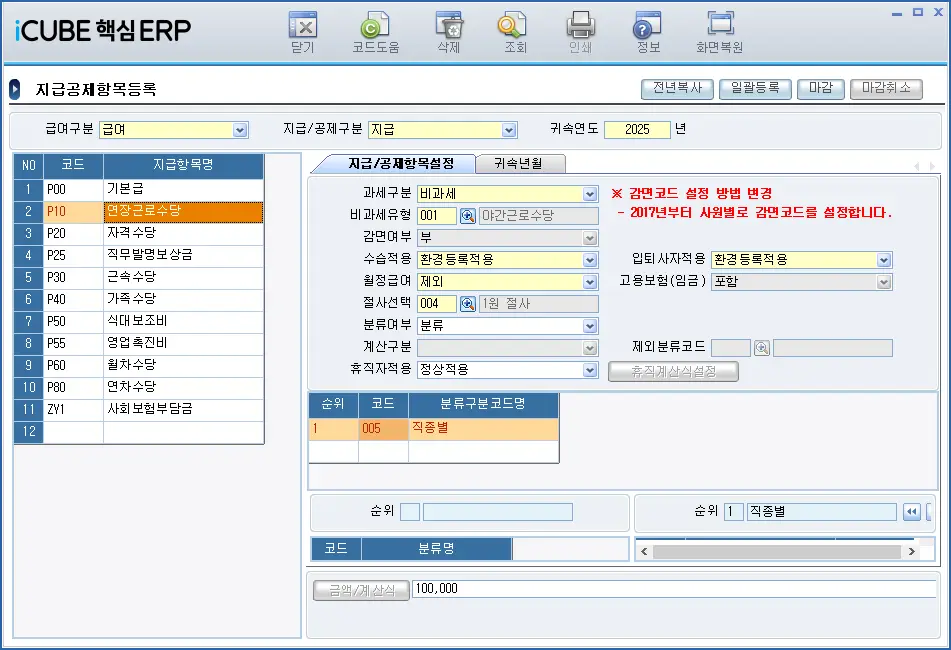 iCUBE 핵심ERP
닫기 코드도움 삭제 조회 인쇄 정보 화면복원
지급공제항목등록
전년복사 일괄등록 마감 마감취소
급여구분 급여 지급/공제구분 지급 귀속연도 2025 년
NO 코드 지급항목명
1 P00 기본급
2 P10 연장근로수당
3 P20 자격수당
4 P25 직무발명보상금
5 P30 근속수당
6 P40 가족수당
7 P50 식대보조비
8 P55 영업촉진비
9 P60 월차수당
10 P80 연차수당
11 ZY1 사회보험부담금
12
지급/공제항목설정 귀속년월
과세구분 비과세
※ 감면코드 설정 방법 변경
비과세유형 001 야간근로수당
- 2017년부터 사원별로 감면코드를 설정합니다.
감면여부 부
수습적용 환경등록적용 입퇴사자적용 환경등록적용
월정급여 제외 고용보험(임금) 포함
절사선택 004 1원 절사
분류여부 분류
계산구분 제외분류코드
휴직자적용 정상적용 휴직계산식설정
순위 코드 분류구분코드명
1 005 직종별
순위 순위 1 직종별
코드 분류명
금액/계산식 100,000